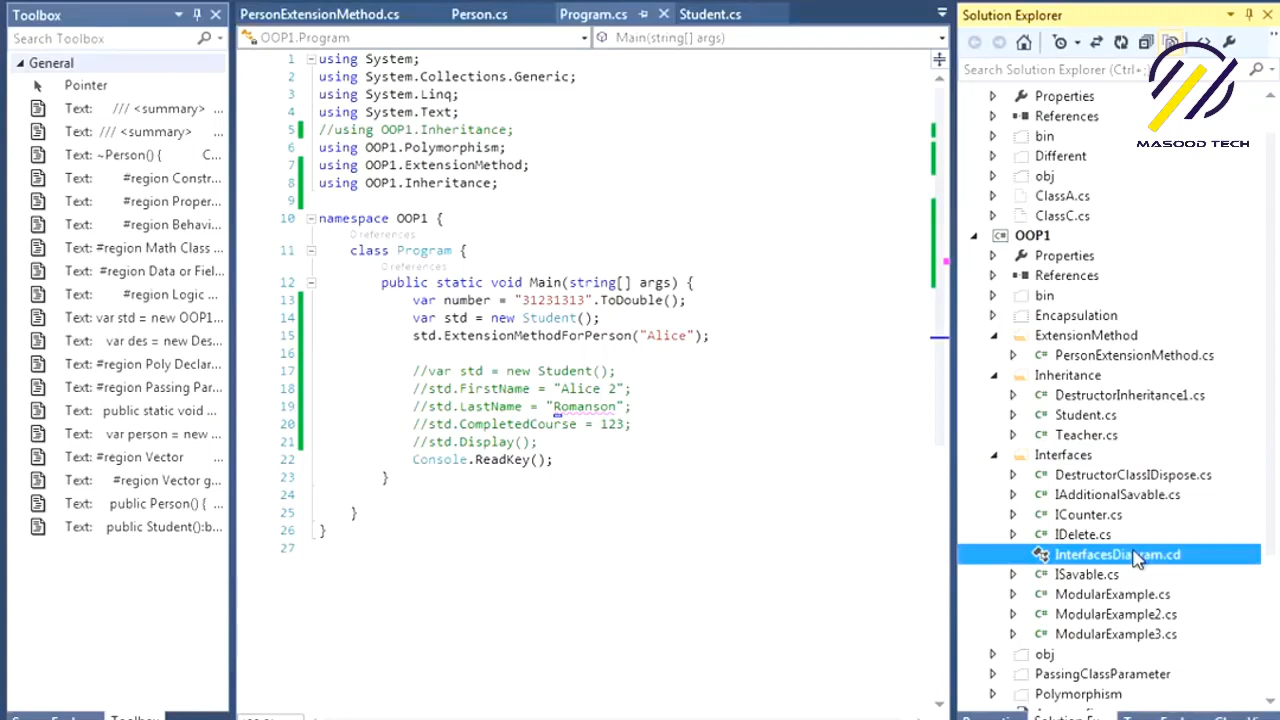 Toolbox
Search Toolbox
General
Pointer
Text: /// <summary> ...
Text: /// <summary> ...
Text: ~Person() { C...
Text: #region Constr...
Text: #region Proper...
Text: #region Behavi...
Text: #region Math Class ...
Text: #region Data or Fiel...
Text: #region Logic ...
Text: var std = new OOP1...
Text: var des = new Des...
Text: #region Poly Declar...
Text: #region Passing Par...
Text: public static void ...
Text: var person = new ...
Text: #region Vector
Text: #region Vector g...
Text: public Person() { ...
Text: public Student():b...
Toolbox
PersonExtensionMethod.cs
Person.cs
Program.cs
Student.cs
OOP1.Program
Main(string[] args)
1 using System;
2 using System.Collections.Generic;
3 using System.Linq;
4 using System.Text;
5 //using OOP1.Inheritance;
6 using OOP1.Polymorphism;
7 using OOP1.ExtensionMethod;
8 using OOP1.Inheritance;
9
10 namespace OOP1 {
0 references
11 class Program {
0 references
12 public static void Main(string[] args) {
13 var number = "31231313".ToDouble();
14 var std = new Student();
15 std.ExtensionMethodForPerson("Alice");
16
17 //var std = new Student();
18 //std.FirstName = "Alice 2";
19 //std.LastName = "Romanson";
20 //std.CompletedCourse = 123;
21 //std.Display();
22 Console.ReadKey();
23 }
24
25 }
26 }
27
Solution Explorer
Search Solution Explorer (Ctrl+;
MASOOD TECH
Properties
References
bin
Different
obj
ClassA.cs
ClassC.cs
OOP1
Properties
References
bin
Encapsulation
ExtensionMethod
PersonExtensionMethod.cs
Inheritance
DestructorInheritance1.cs
Student.cs
Teacher.cs
Interfaces
DestructorClassIDispose.cs
IAdditionalSavable.cs
ICounter.cs
IDelete.cs
InterfacesDiagram.cd
ISavable.cs
ModularExample.cs
ModularExample2.cs
ModularExample3.cs
obj
PassingClassParameter
Polymorphism